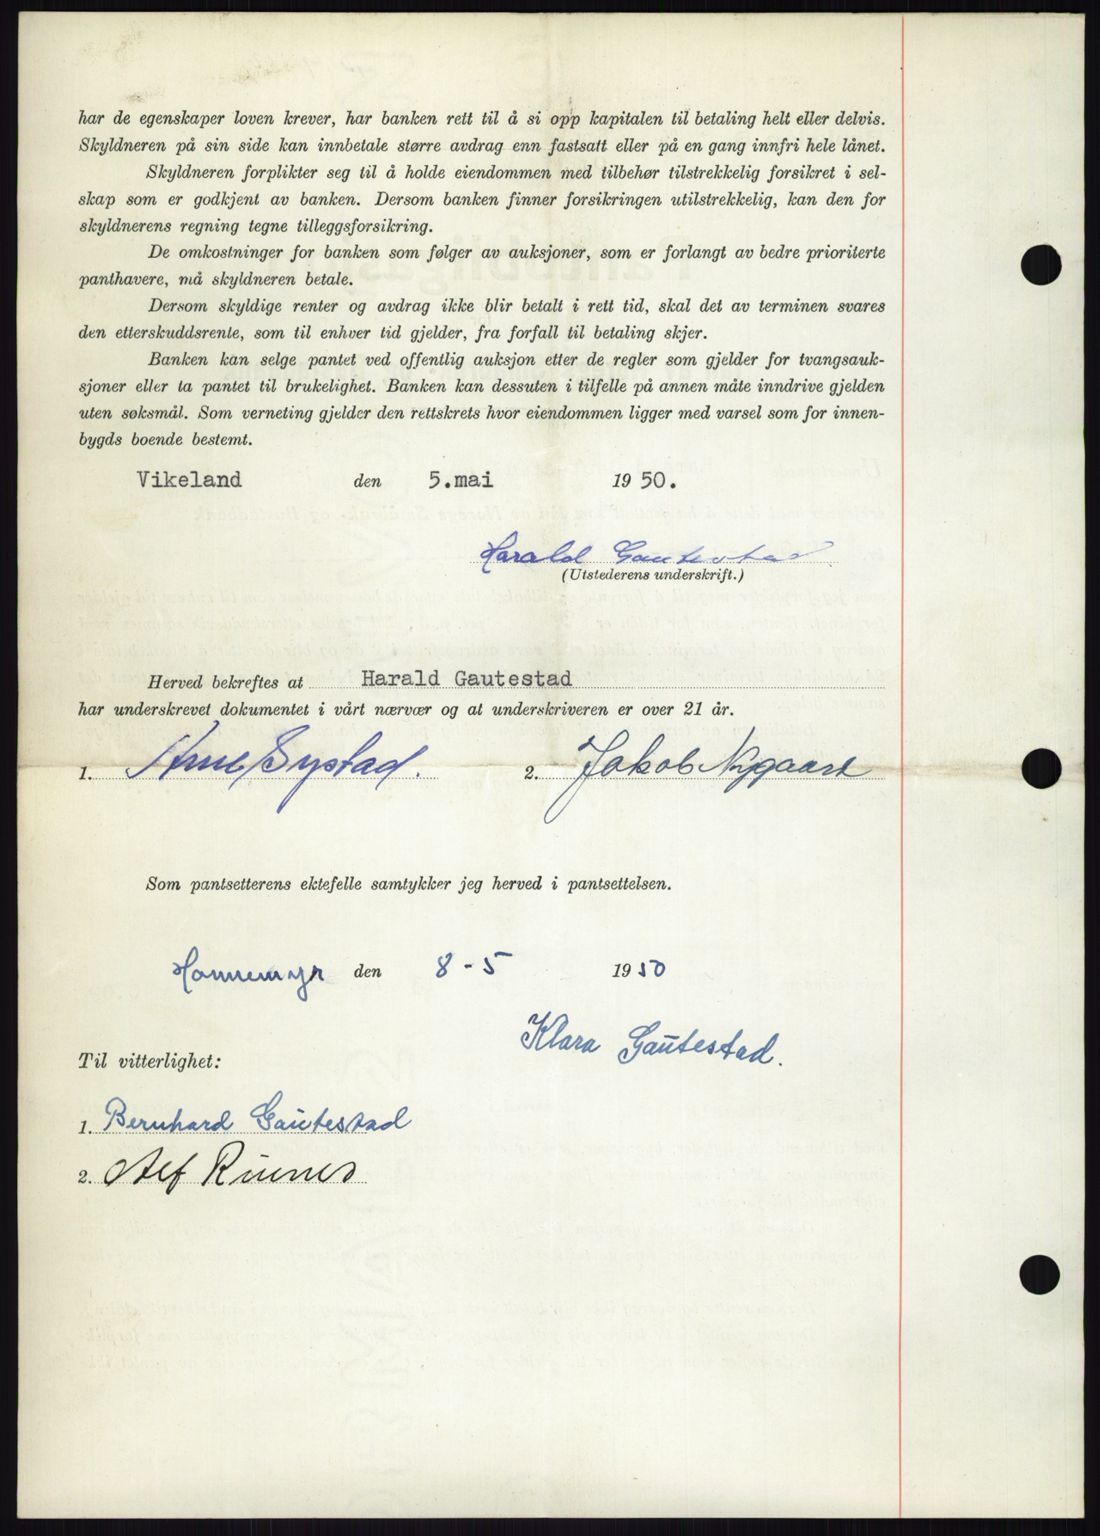 har de egenskaper loven krever, har banken rett til å si opp kapitalen til betaling helt eller delvis.
Skyldneren på sin side kan innbetale større avdrag enn fastsatt eller på en gang innfri hele lånet.
Skyldneren forplikter seg til å holde eiendommen med tilbehør tilstrekkelig forsikret i sel-
skap som er godkjent av banken. Dersom banken finner forsikringen utilstrekkelig, kan den for
skyldnerens regning tegne tilleggsforsikring.
De omkostninger for banken som følger av auksjoner, som er forlangt av bedre prioriterte
panthavere, må skyldneren betale.
Dersom skyldige renter og avdrag ikke blir betalt i rett tid, skal det av terminen svares
den etterskuddsrente, som til enhver tid gjelder, fra forfall til betaling skjer.
Banken kan selge pantet ved offentlig auksjon etter de regler som gjelder for tvangsauk-
sjoner eller ta pantet til brukelighet. Banken kan dessuten i tilfelle på annen måte inndrive gjelden
uten søksmål. Som verneting gjelder den rettskrets hvor eiendommen ligger med varsel som for innen-
bygds boende bestemt.
Vikeland den 5.mai 1950.
Harald Gautestad
(Utstederens underskrift.)
Herved bekreftes at Harald Gautestad
har underskrevet dokumentet i vårt nærvær og at underskriveren er over 21 år.
1. Arne Systad. 2. Jakob Nygaard
Som pantsetterens ektefelle samtykker jeg herved i pantsettelsen.
Honnemyr den 8-5 1950
Klara Gautestad.
Til vitterlighet:
1. Bernhard Gautestad
2. Alf